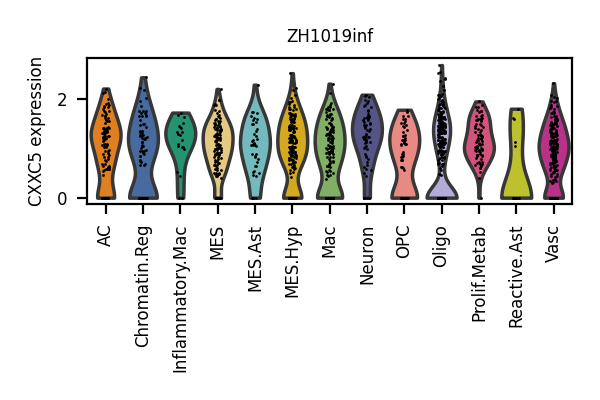 ZH1019inf
CXXC5 expression
2
0
AC
Chromatin.Reg
Inflammatory.Mac
MES
MES.Ast
MES.Hyp
Mac
Neuron
OPC
Oligo
Prolif.Metab
Reactive.Ast
Vasc